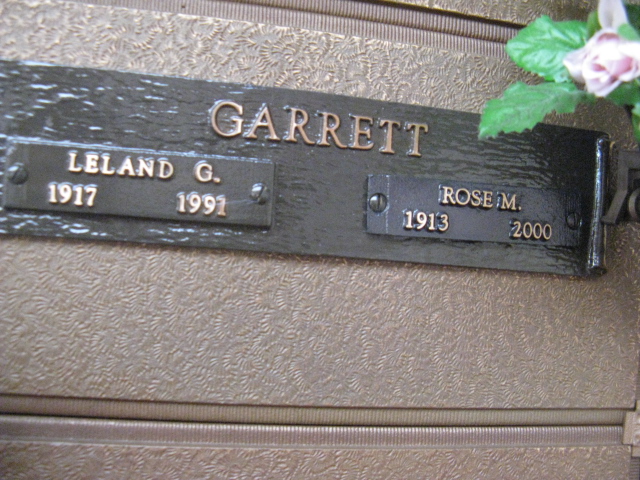 GARRETT
LELAND G.
1917 1991
ROSE M.
1913 2000